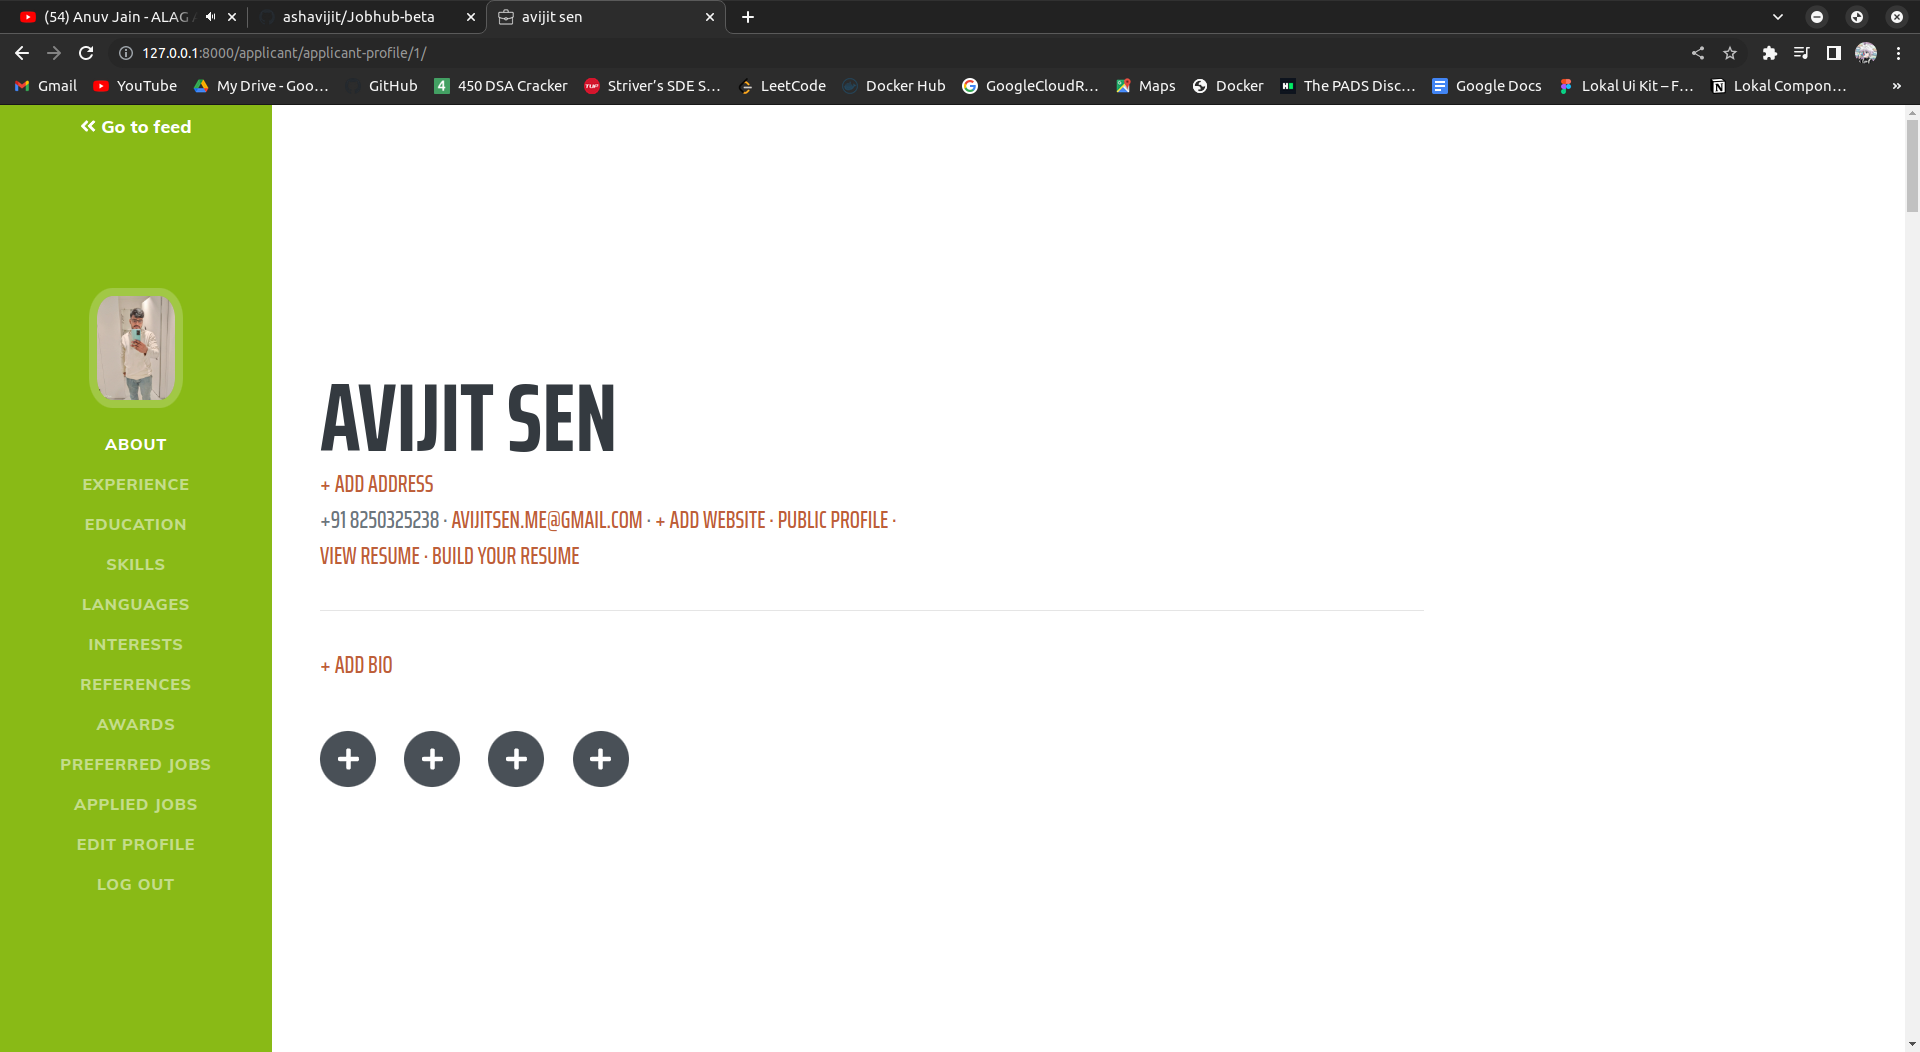 (54) Anuv Jain - ALAG
ashavijit/Jobhub-beta
avijit sen
127.0.0.1:8000/applicant/applicant-profile/1/
Gmail
YouTube
My Drive - Goo...
GitHub
4
450 DSA Cracker
TUF
Striver's SDE S...
LeetCode
Docker Hub
GoogleCloudR...
Maps
Docker
The PADS Disc...
Google Docs
Lokal Ui Kit – F...
Lokal Compon...
Go to feed
ABOUT
EXPERIENCE
EDUCATION
SKILLS
LANGUAGES
INTERESTS
REFERENCES
AWARDS
PREFERRED JOBS
APPLIED JOBS
EDIT PROFILE
LOG OUT
AVIJIT SEN
+ ADD ADDRESS
+91 8250325238 · AVIJITSEN.ME@GMAIL.COM · + ADD WEBSITE · PUBLIC PROFILE ·
VIEW RESUME · BUILD YOUR RESUME
+ ADD BIO